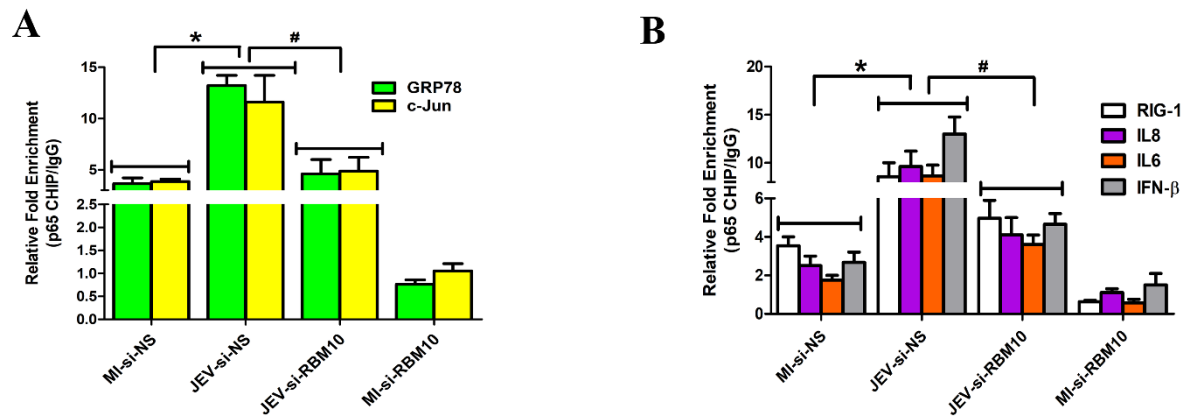 A
*
#
15
10
5
2.5
2.0
1.5
1.0
0.5
0.0
Relative Fold Enrichment
(p65 CHIP/IgG)
GRP78
c-Jun
MI-si-NS
JEV-si-NS
JEV-si-RBM10
MI-si-RBM10
B
*
#
20
15
10
6
4
2
0
Relative Fold Enrichment
(p65 CHIP/IgG)
RIG-1
IL8
IL6
IFN-β
MI-si-NS
JEV-si-NS
JEV-si-RBM10
MI-si-RBM10